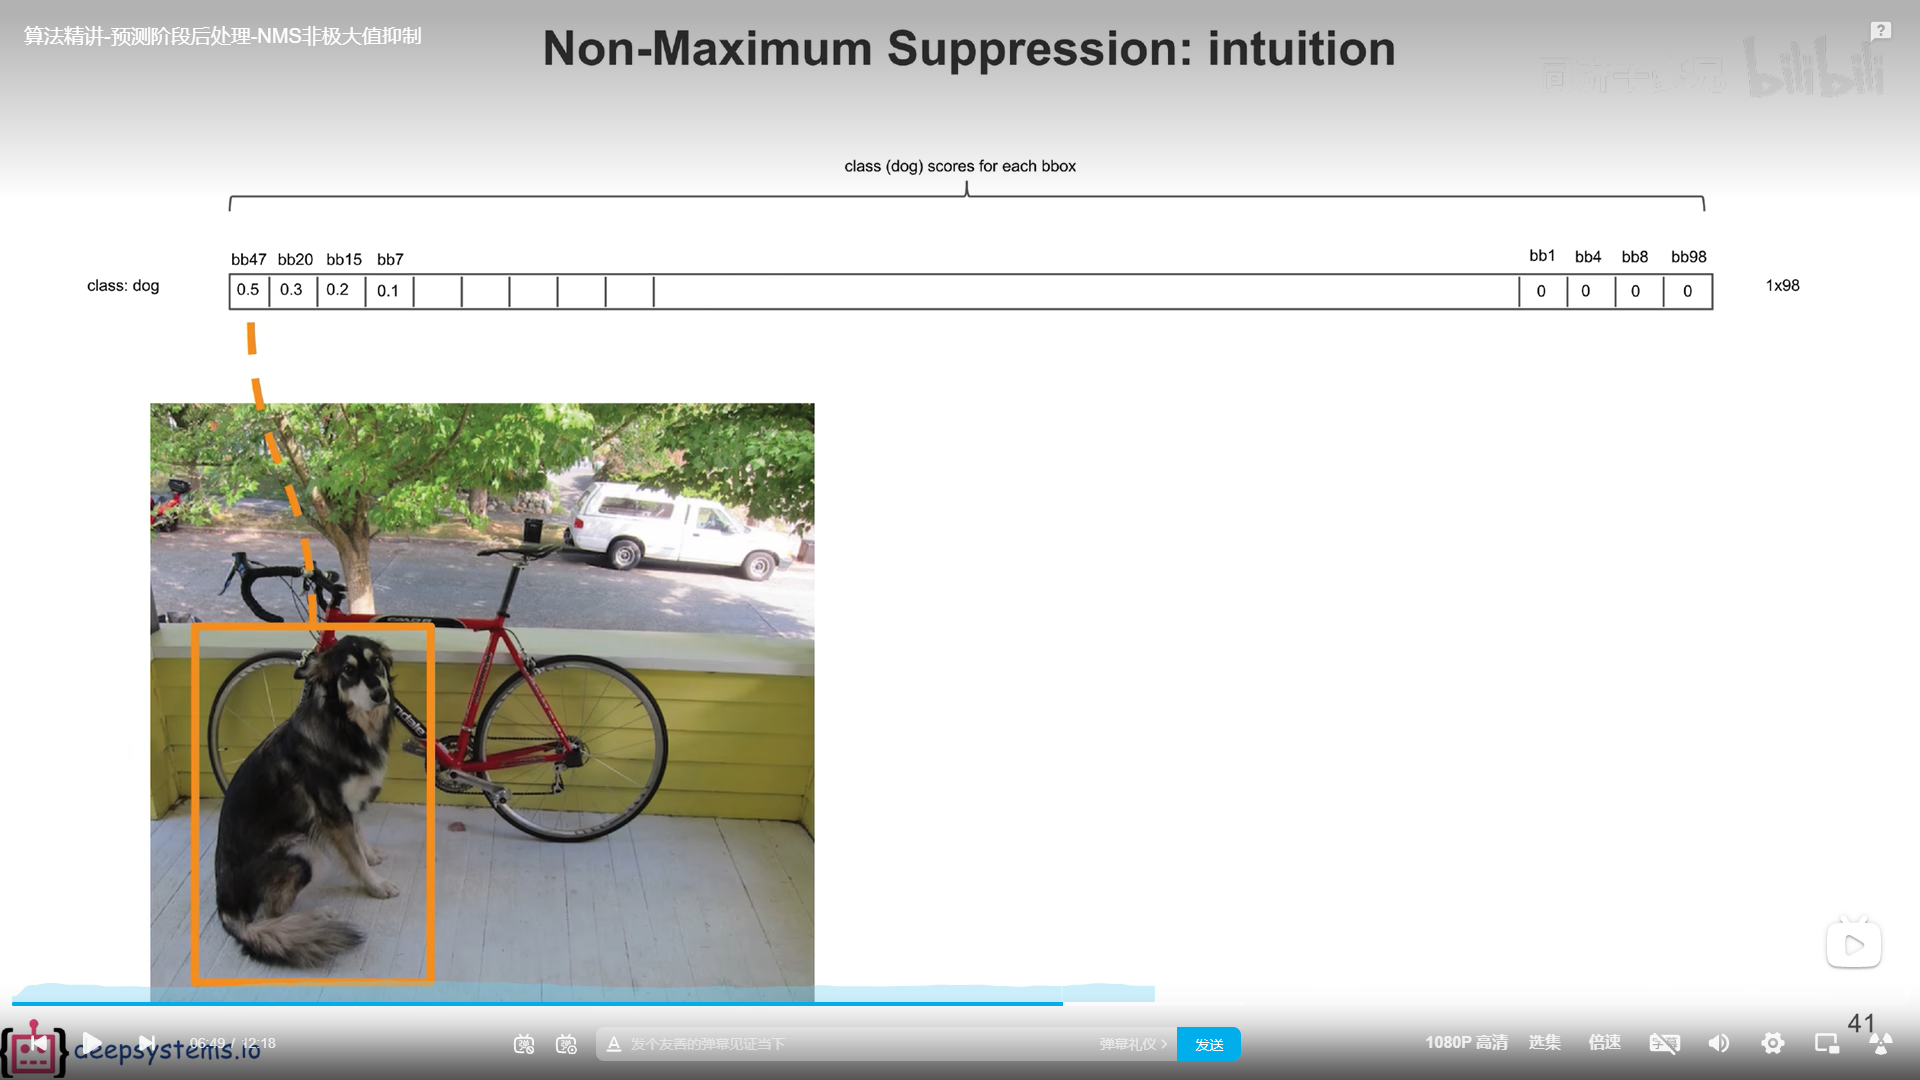 算法精讲-预测阶段后处理-NMS非极大值抑制
Non-Maximum Suppression: intuition
bilibili
class (dog) scores for each bbox
bb47 bb20 bb15 bb7 bb1 bb4 bb8 bb98
class: dog 0.5 0.3 0.2 0.1 0 0 0 0 1x98
41
deepsystems.io
06:49 / 12:18
发个友善的弹幕见证当下
弹幕礼仪 >
发送
1080P 高清
选集
倍速